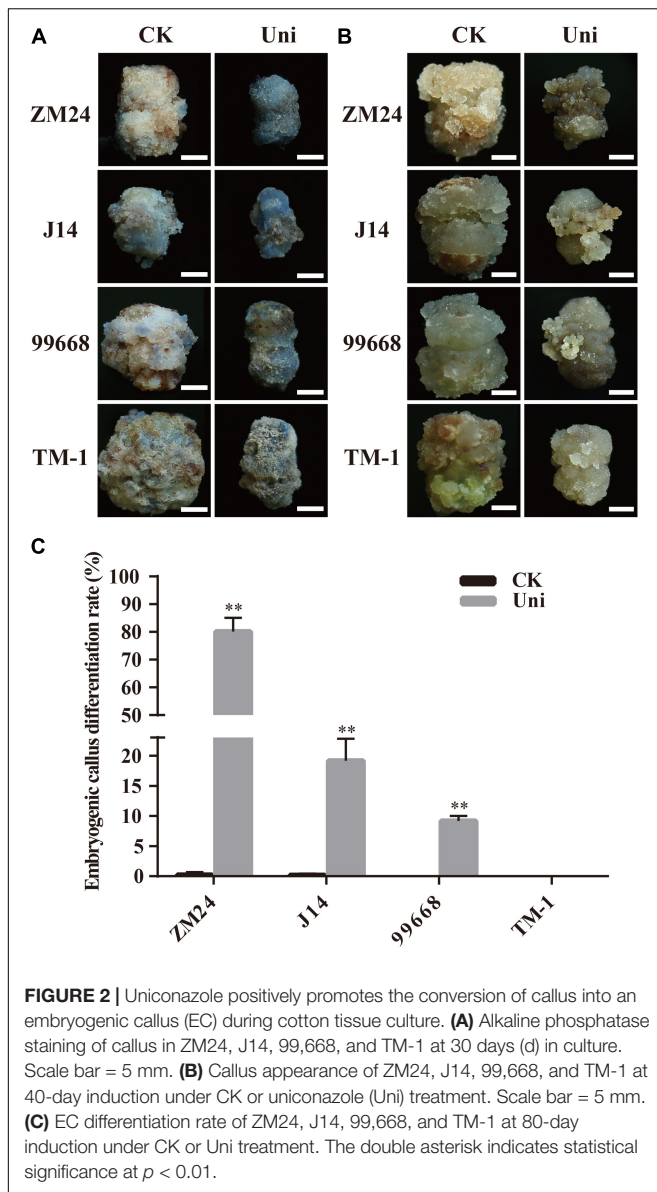 A
CK
Uni
B
CK
Uni
ZM24
ZM24
J14
J14
99668
99668
TM-1
TM-1
C
Embryogenic callus differentiation rate (%)
100
90
80
70
60
50
20
15
10
5
0
CK
Uni
**
**
**
ZM24
J14
99668
TM-1
FIGURE 2 | Uniconazole positively promotes the conversion of callus into an
embryogenic callus (EC) during cotton tissue culture. (A) Alkaline phosphatase
staining of callus in ZM24, J14, 99,668, and TM-1 at 30 days (d) in culture.
Scale bar = 5 mm. (B) Callus appearance of ZM24, J14, 99,668, and TM-1 at
40-day induction under CK or uniconazole (Uni) treatment. Scale bar = 5 mm.
(C) EC differentiation rate of ZM24, J14, 99,668, and TM-1 at 80-day
induction under CK or Uni treatment. The double asterisk indicates statistical
significance at p < 0.01.